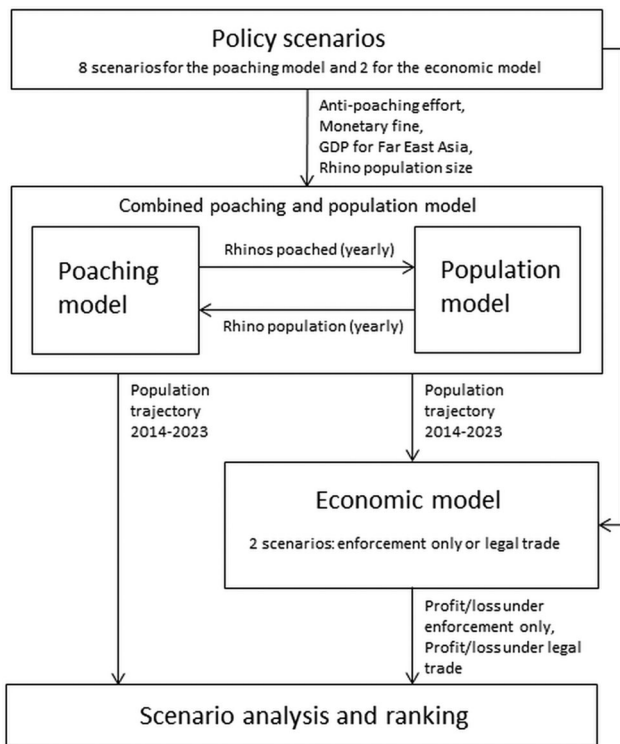 Policy scenarios
8 scenarios for the poaching model and 2 for the economic model
Anti-poaching effort,
Monetary fine,
GDP for Far East Asia,
Rhino population size
Combined poaching and population model
Poaching
model
Rhinos poached (yearly)
Rhino population (yearly)
Population
model
Population
trajectory
2014-2023
Population
trajectory
2014-2023
Economic model
2 scenarios: enforcement only or legal trade
Profit/loss under
enforcement only,
Profit/loss under legal
trade
Scenario analysis and ranking